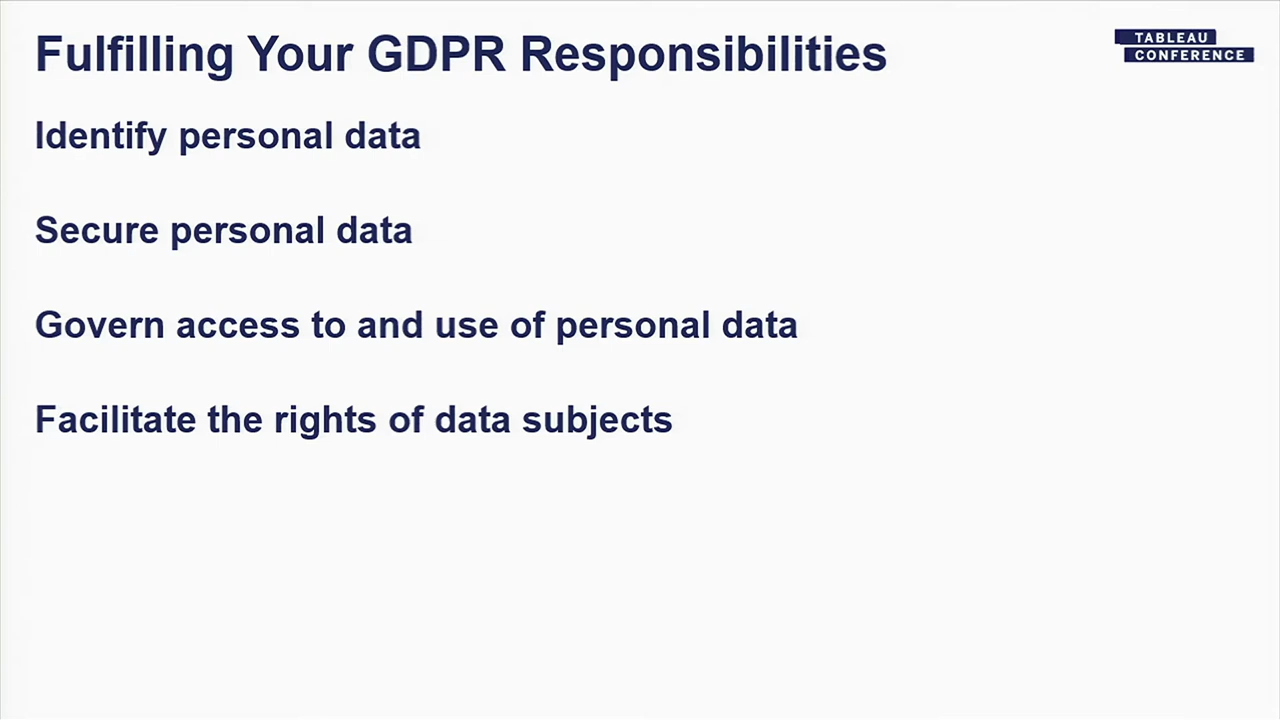 Fulfilling Your GDPR Responsibilities
TABLEAU
CONFERENCE
Identify personal data
Secure personal data
Govern access to and use of personal data
Facilitate the rights of data subjects